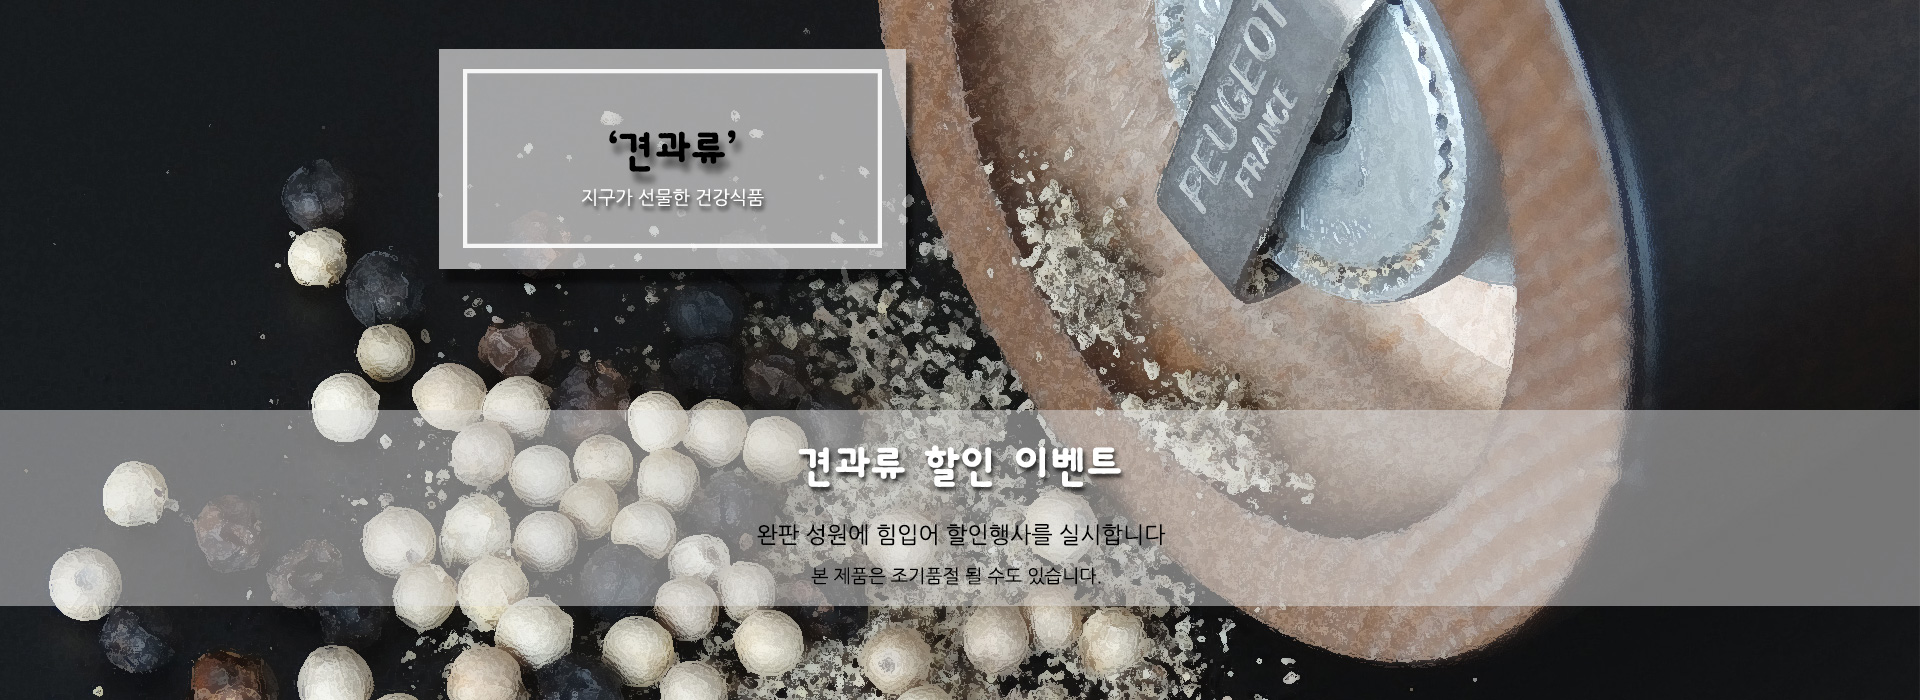 ‘견과류’
지구가 선물한 건강식품
PEUGEOT
FRANCE
견과류 할인 이벤트
완판 성원에 힘입어 할인행사를 실시합니다
본 제품은 조기품절 될 수도 있습니다.